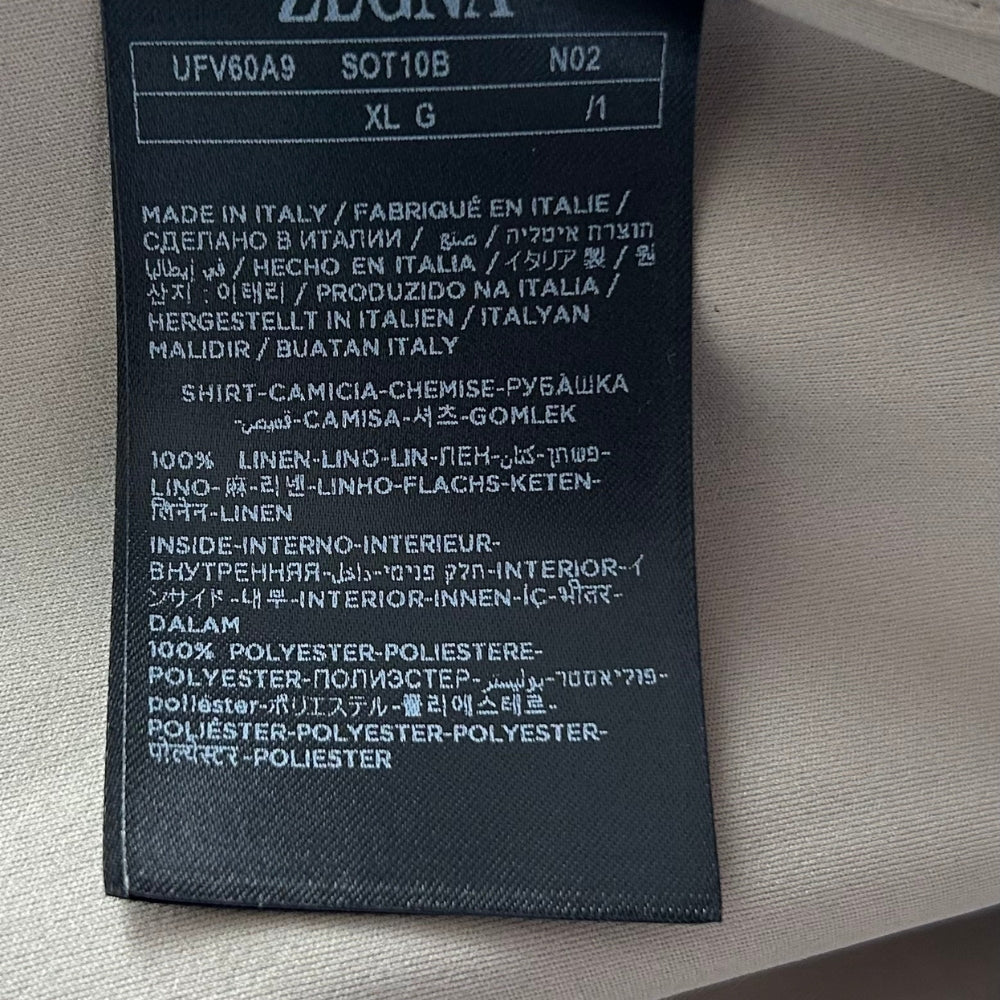 ZEGNA
UFV60A9 SOT10B N02
XL G /1
MADE IN ITALY / FABRIQUÉ EN ITALIE /
СДЕЛАНО В ИТАЛИИ / صنع / תוצרת איטליה
في إيطاليا / HECHO EN ITALIA / イタリア 製 / 원
산지 : 이태리 / PRODUZIDO NA ITALIA /
HERGESTELLT IN ITALIEN / ITALYAN
MALIDIR / BUATAN ITALY
SHIRT-CAMICIA-CHEMISE-РУБАШКА
-قميص-CAMISA-셔츠-GOMLEK
100% LINEN-LINO-LIN-ЛЕН-كتان-פשתן-
LINO-麻-리넨-LINHO-FLACHS-KETEN-
लिनेन-LINEN
INSIDE-INTERNO-INTERIEUR-
ВНУТРЕННЯЯ-داخل-חלק פנימי-INTERIOR-イ
ンサイド-내부-INTERIOR-INNEN-İÇ-भीतर-
DALAM
100% POLYESTER-POLIESTERE-
POLYESTER-ПОЛИЭСТЕР-بوليستر-פוליאסטר-
poliéster-ポリエステル-폴리에스테르-
POLIÉSTER-POLYESTER-POLYESTER-
पोल्येस्टर-POLIESTER